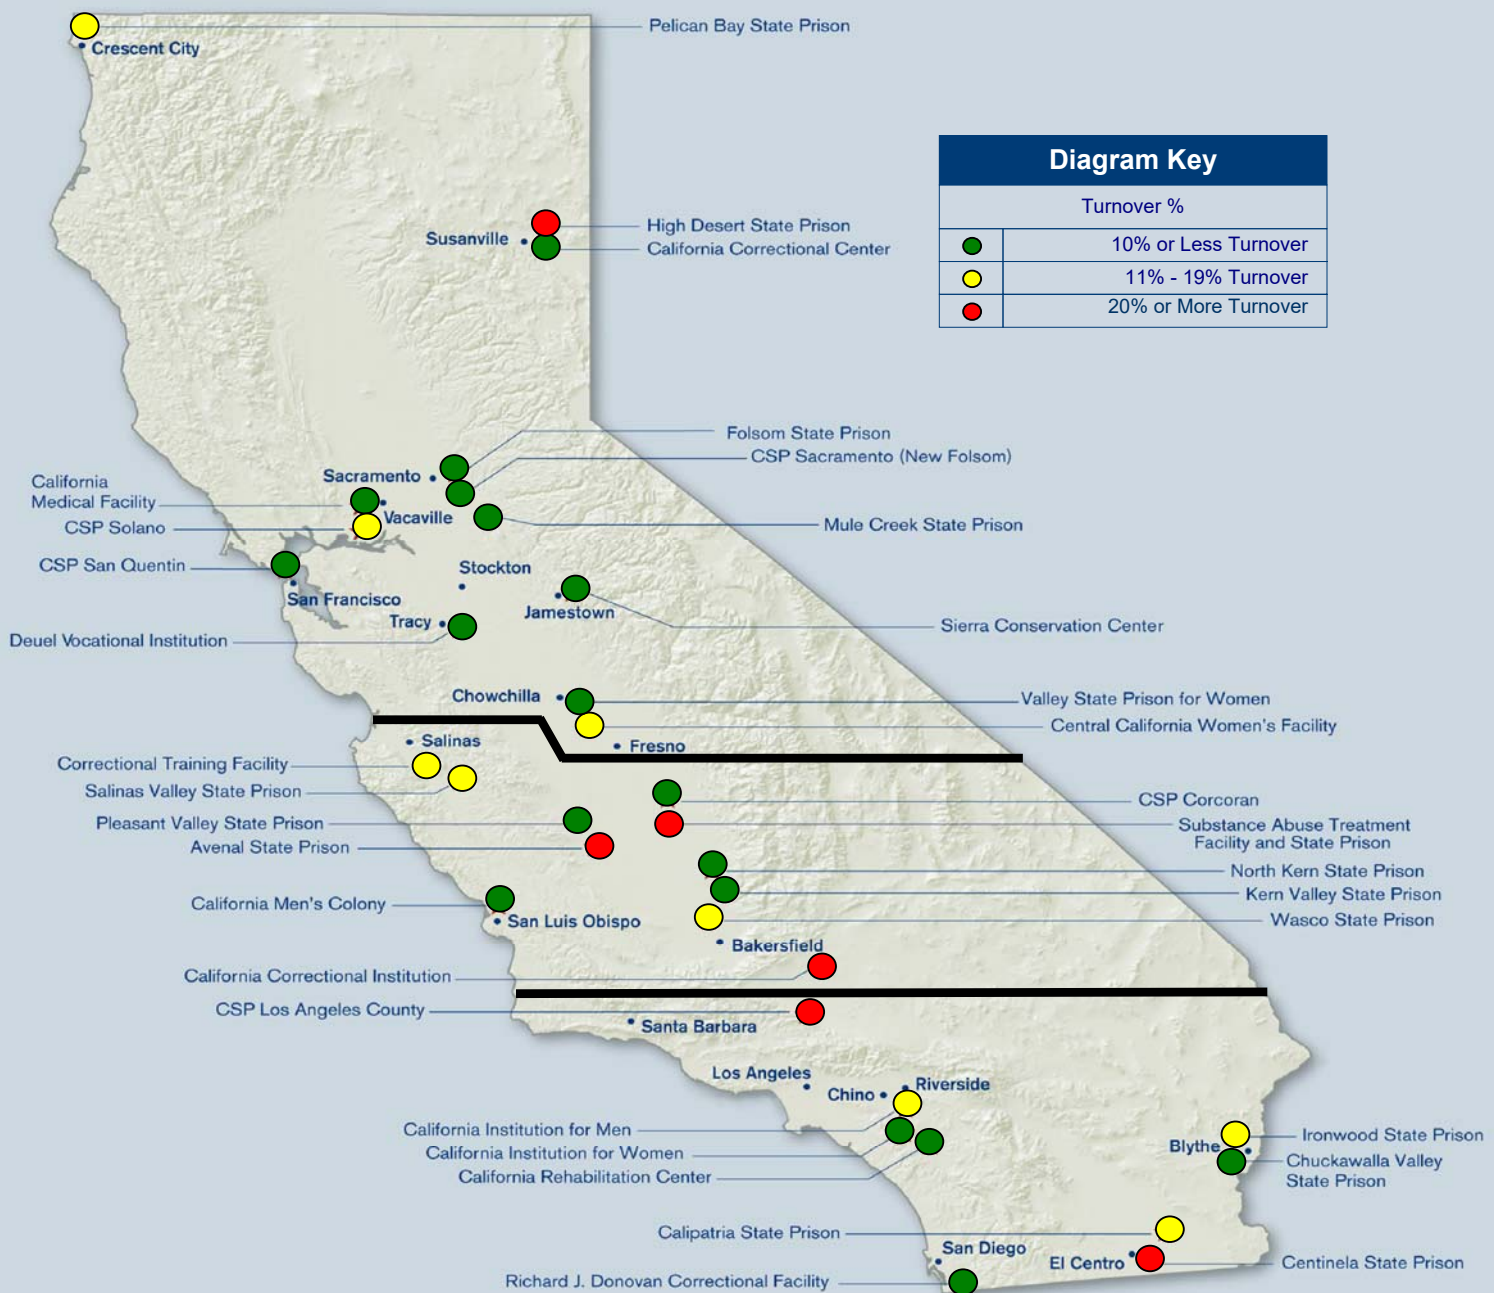 Pelican Bay State Prison
Crescent City
Diagram Key
Turnover %
10% or Less Turnover
11% - 19% Turnover
20% or More Turnover
High Desert State Prison
Susanville
California Correctional Center
Folsom State Prison
CSP Sacramento (New Folsom)
Sacramento
California
Medical Facility
Vacaville
CSP Solano
Mule Creek State Prison
CSP San Quentin
Stockton
San Francisco
Jamestown
Tracy
Sierra Conservation Center
Deuel Vocational Institution
Chowchilla
Valley State Prison for Women
Central California Women's Facility
Salinas
Fresno
Correctional Training Facility
Salinas Valley State Prison
CSP Corcoran
Pleasant Valley State Prison
Substance Abuse Treatment
Facility and State Prison
Avenal State Prison
North Kern State Prison
Kern Valley State Prison
California Men's Colony
San Luis Obispo
Wasco State Prison
Bakersfield
California Correctional Institution
CSP Los Angeles County
Santa Barbara
Los Angeles
Riverside
Chino
California Institution for Men
Ironwood State Prison
Blythe
California Institution for Women
Chuckawalla Valley
State Prison
California Rehabilitation Center
Calipatria State Prison
San Diego
El Centro
Centinela State Prison
Richard J. Donovan Correctional Facility